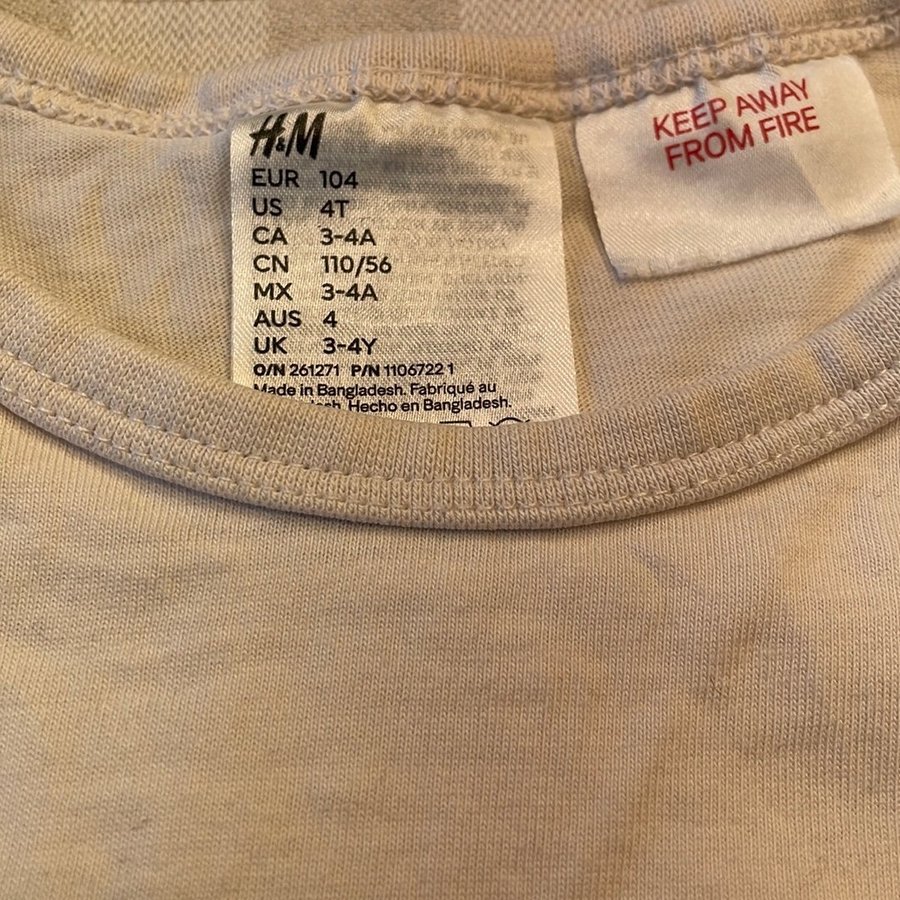 H&M
EUR 104
US 4T
CA 3-4A
CN 110/56
MX 3-4A
AUS 4
UK 3-4Y
O/N 261271 P/N 1106722 1
Made in Bangladesh. Fabriqué au
Hecho en Bangladesh.
KEEP AWAY
FROM FIRE